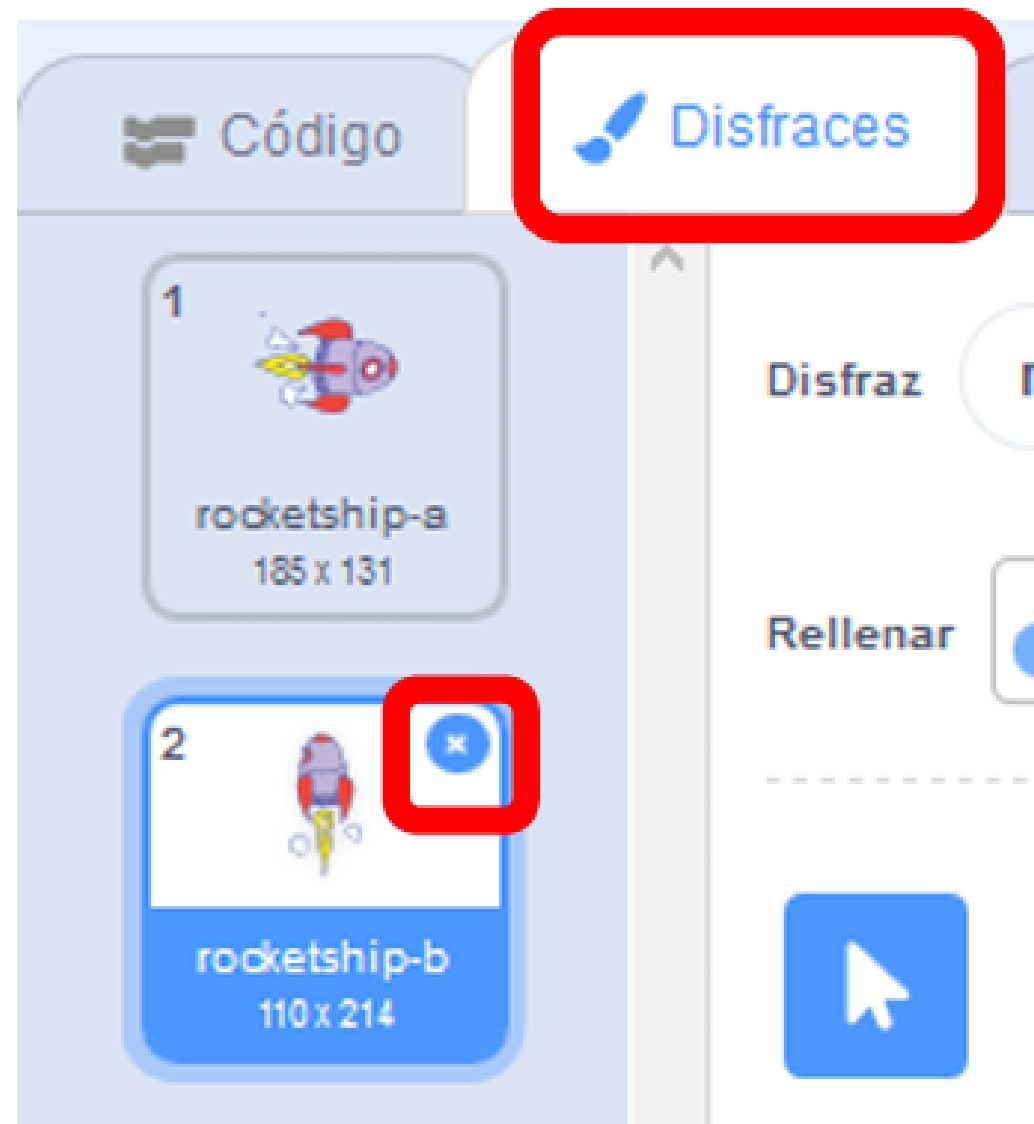 Código
Disfraces
1
rocketship-a
185 x 131
2
rocketship-b
110 x 214
Disfraz
Rellenar